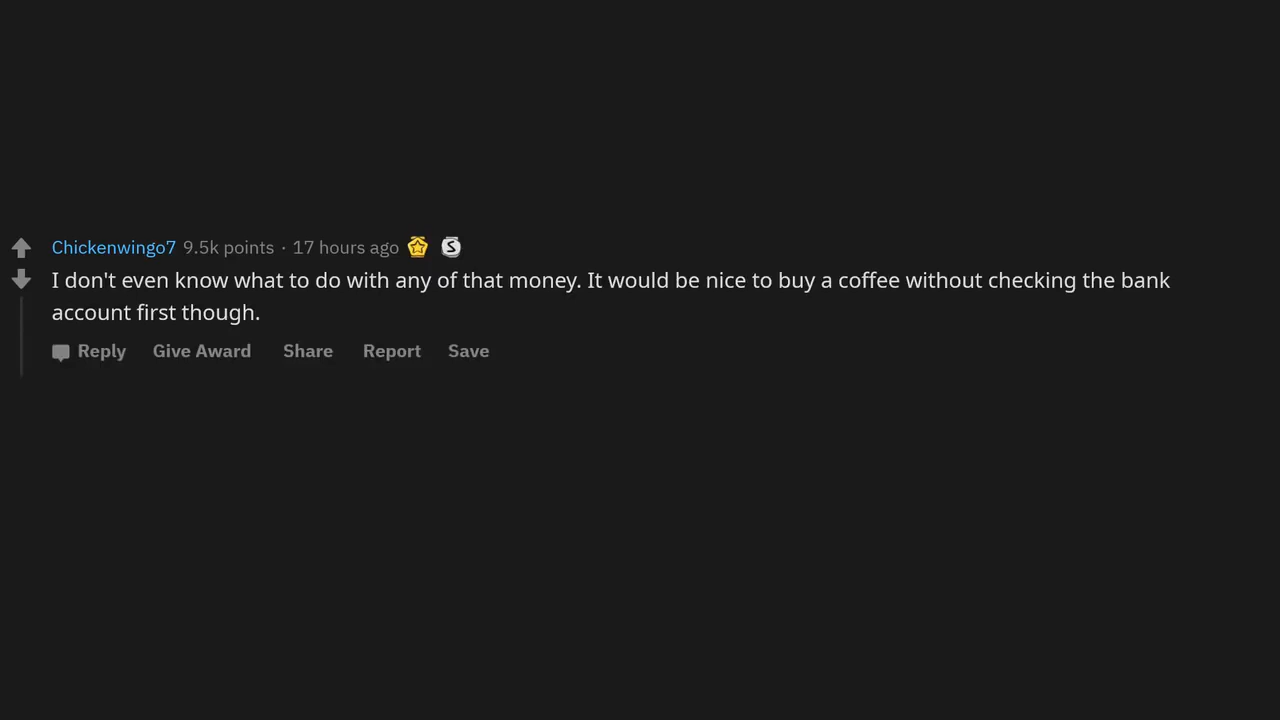 Chickenwingo7 9.5k points · 17 hours ago
I don't even know what to do with any of that money. It would be nice to buy a coffee without checking the bank
account first though.
Reply Give Award Share Report Save